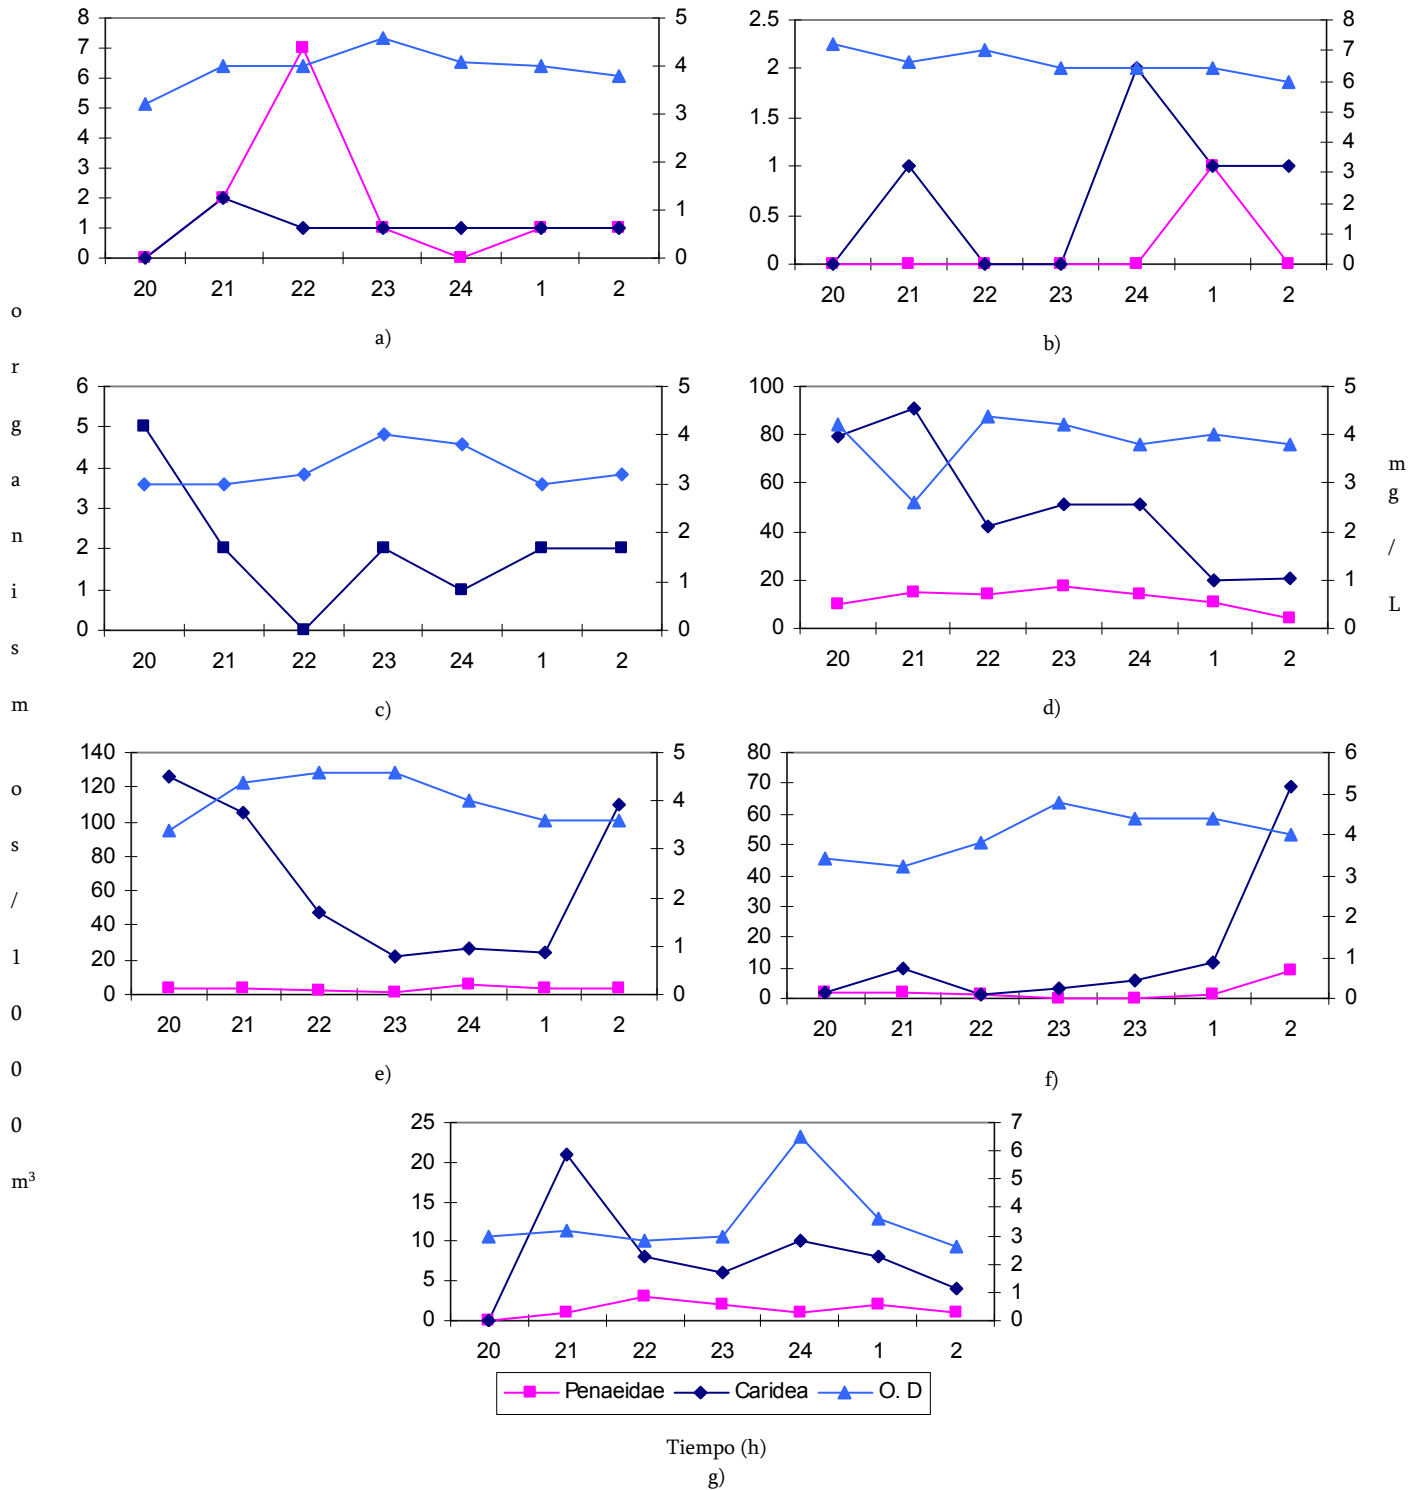 organismos/1000 m³
mg/L
8 7 6 5 4 3 2 1 0
5 4 3 2 1 0
20 21 22 23 24 1 2
a)
2.5 2 1.5 1 0.5 0
8 7 6 5 4 3 2 1 0
20 21 22 23 24 1 2
b)
6 5 4 3 2 1 0
5 4 3 2 1 0
20 21 22 23 24 1 2
c)
100 80 60 40 20 0
5 4 3 2 1 0
20 21 22 23 24 1 2
d)
140 120 100 80 60 40 20 0
5 4 3 2 1 0
20 21 22 23 24 1 2
e)
80 70 60 50 40 30 20 10 0
6 5 4 3 2 1 0
20 21 22 23 23 1 2
f)
25 20 15 10 5 0
7 6 5 4 3 2 1 0
20 21 22 23 24 1 2
Penaeidae Caridea O. D
Tiempo (h)
g)